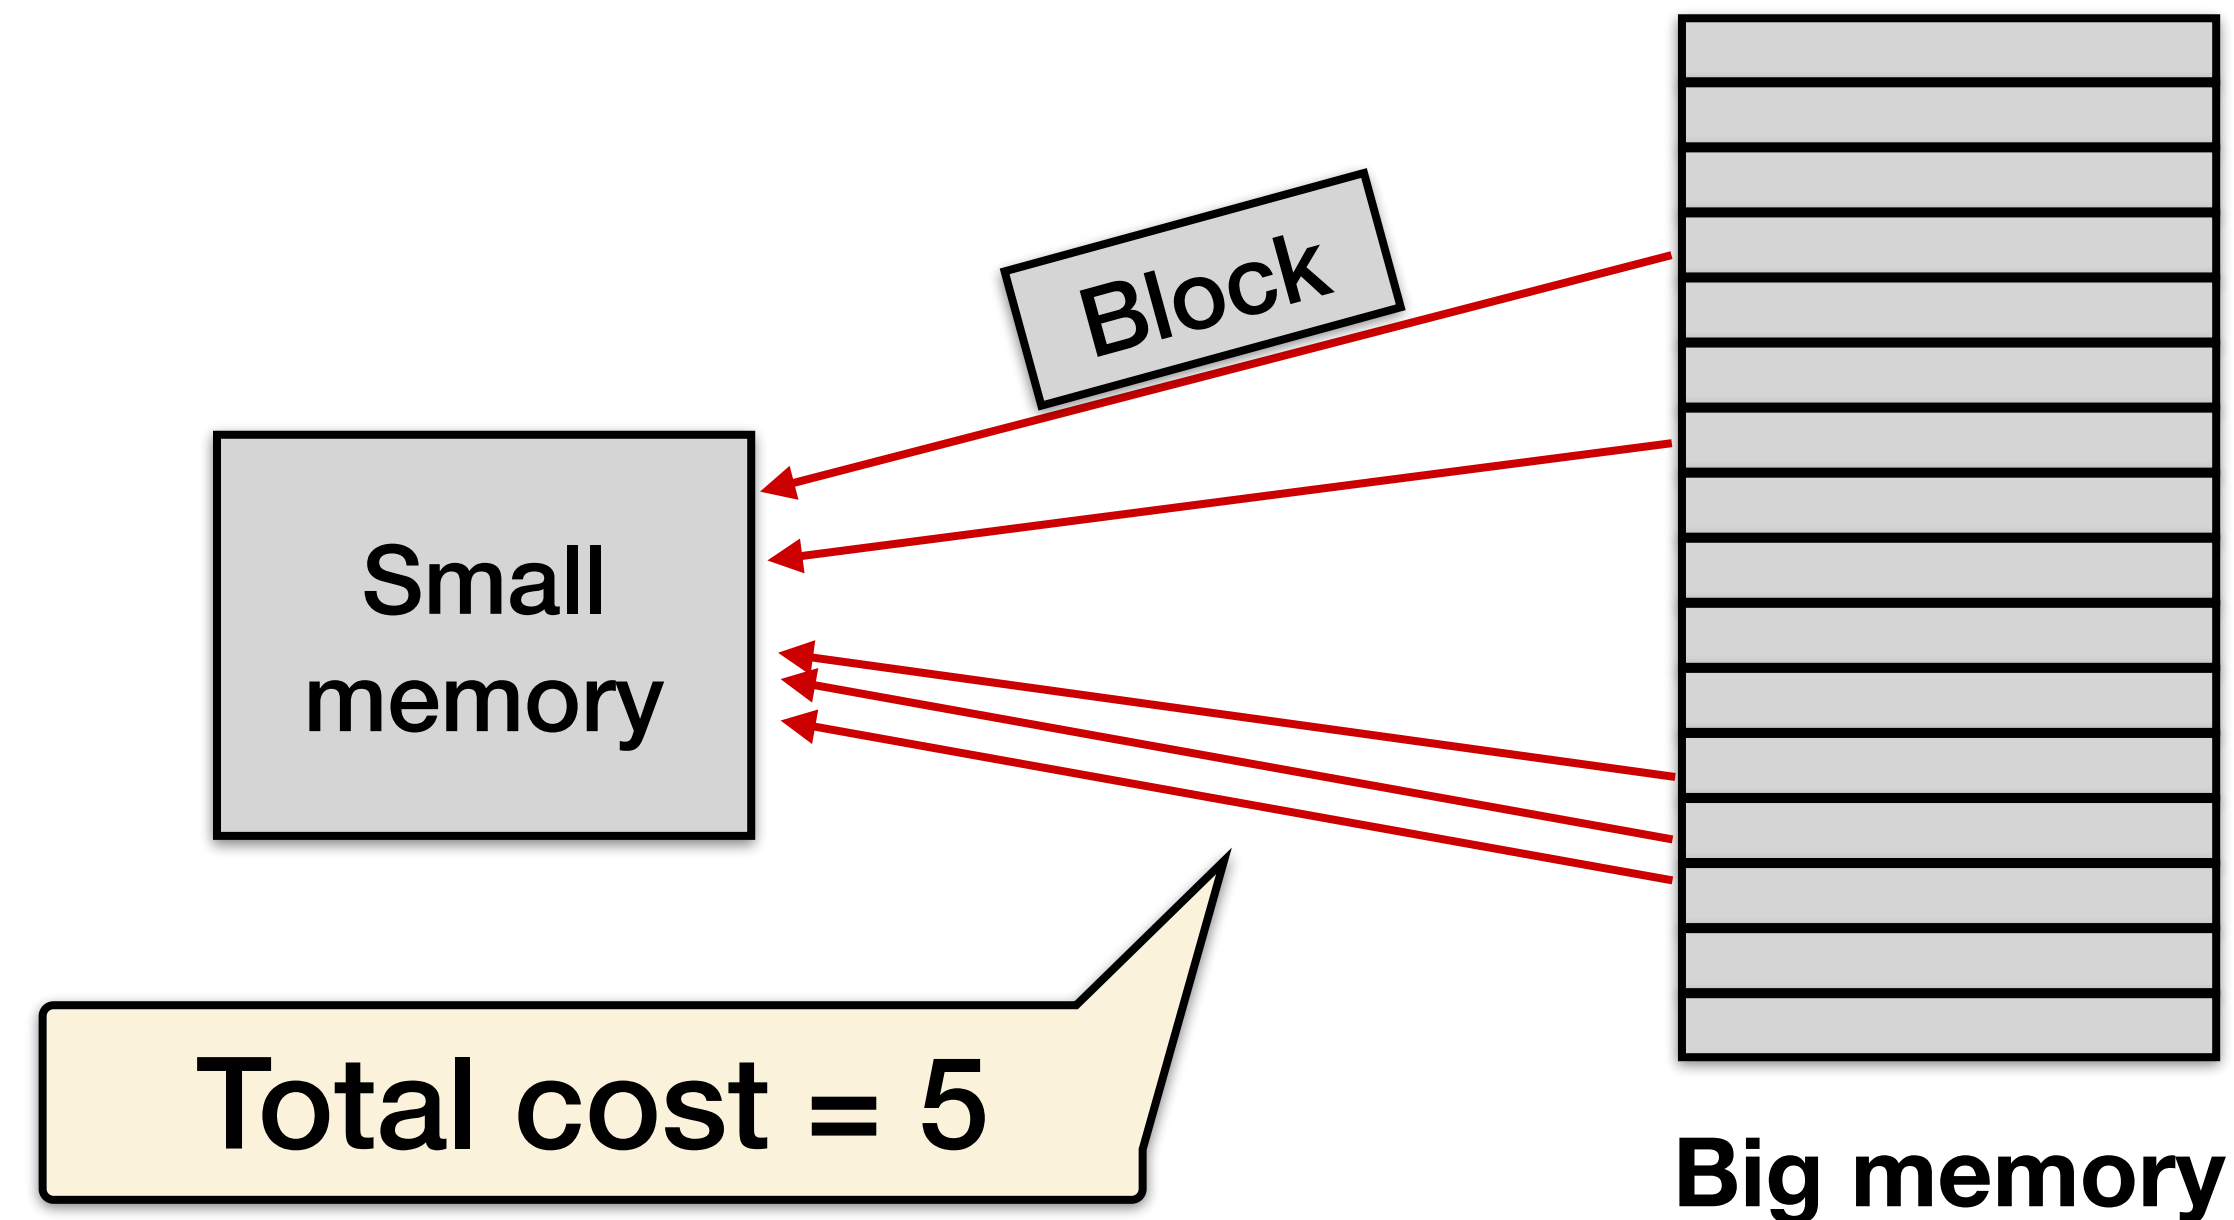 Block
Small
memory
Total cost = 5
Big memory